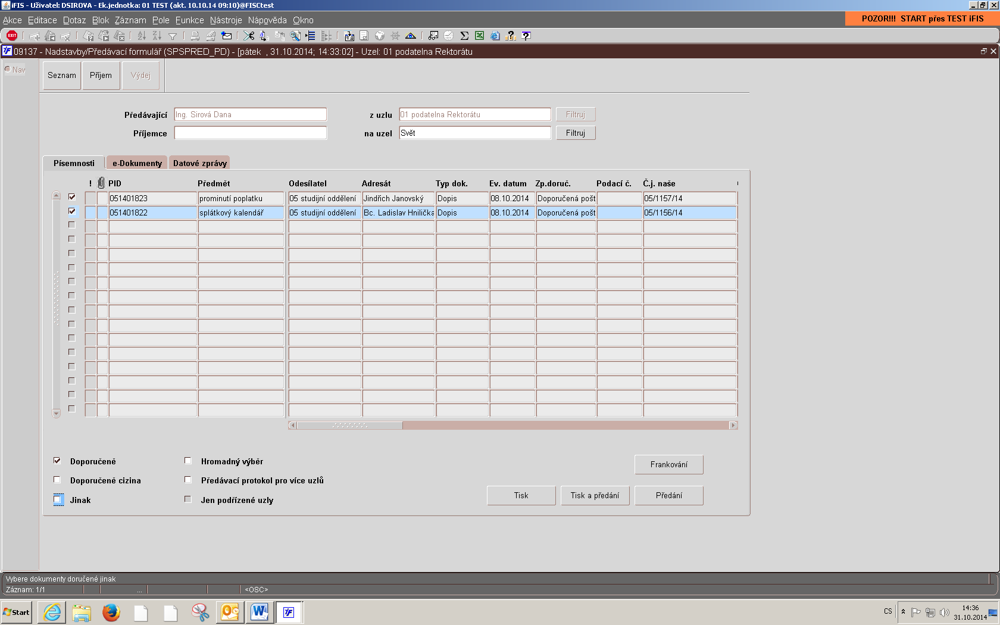 iFIS - Uživatel: DSIROVA - Ek.jednotka: 01 TEST (akt. 10.10.14 09:10)@FISCtest
Akce Editace Dotaz Blok Záznam Pole Funkce Nástroje Nápověda Okno
POZOR!!! START přes TEST iFIS
EXIT
09137 - Nadstavby/Předávací formulář (SPSPRED_PD) - [pátek , 31.10.2014; 14:33:02] - Uzel: 01 podatelna Rektorátu
Nav
Seznam Příjem Výdej
Předávající Ing. Sirová Dana z uzlu 01 podatelna Rektorátu Filtruj
Příjemce na uzel Svět Filtruj
Písemnosti e-Dokumenty Datové zprávy
! PID Předmět Odesílatel Adresát Typ dok. Ev. datum Zp.doruč. Podací č. Č.j. naše
051401823 prominutí poplatku 05 studijní oddělení Jindřich Janovský Dopis 08.10.2014 Doporučená pošt 05/1157/14
051401822 splátkový kalendář 05 studijní oddělení Bc. Ladislav Hnilička Dopis 08.10.2014 Doporučená pošt 05/1156/14
Doporučeně Hromadný výběr Frankování
Doporučeně cizina Předávací protokol pro více uzlů
Jinak Jen podřízené uzly Tisk Tisk a předání Předání
Vybere dokumenty doručené jinak
Záznam: 1/1 ... <OSC>
Start CS 14:36
31.10.2014